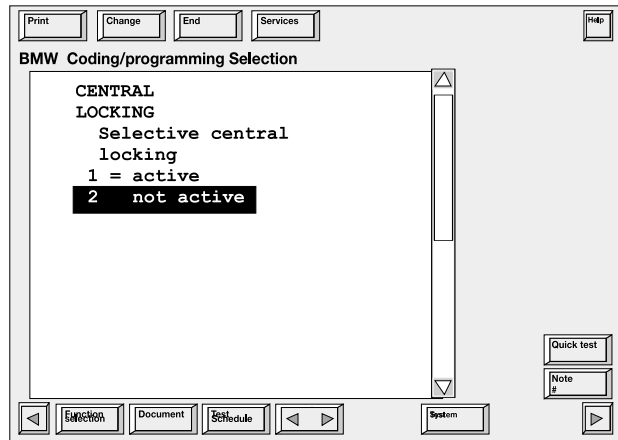 Print Change End Services Help
BMW Coding/programming Selection
CENTRAL
LOCKING
Selective central
locking
1 = active
2 not active
Quick test
Note
#
Function
selection
Document
Test
Schedule
System